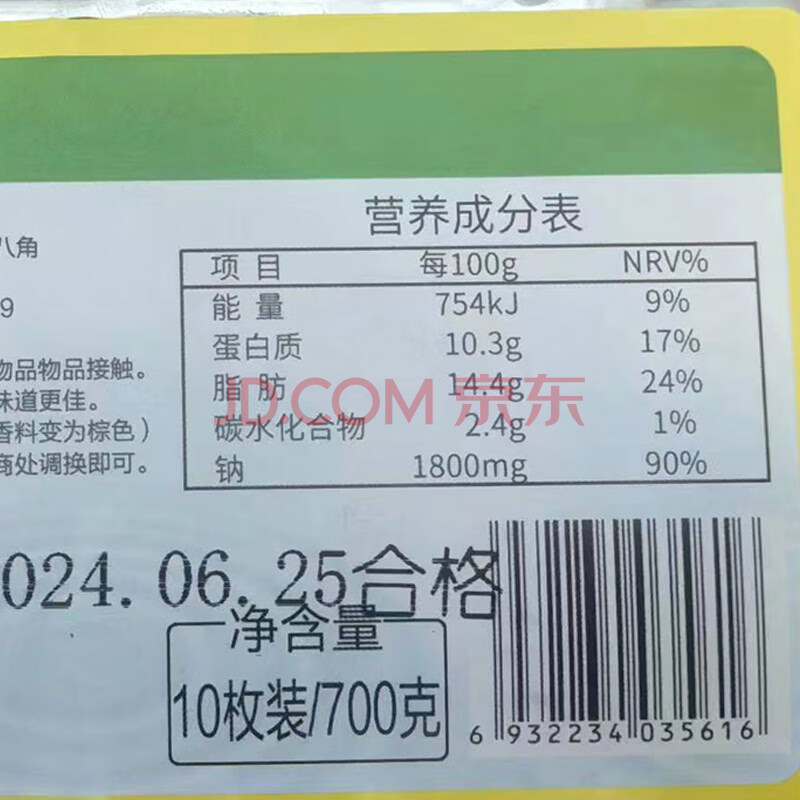 营养成分表
八角
项 目 每100g NRV%
能 量 754kJ 9%
9
蛋白质 10.3g 17%
物品物品接触。
脂 肪 14.4g 24%
味道更佳。
JD.COM 京东
碳水化合物 2.4g 1%
香料变为棕色）
钠 1800mg 90%
商处调换即可。
024.06.25合格
净含量
10枚装/700克
6 932234 035616